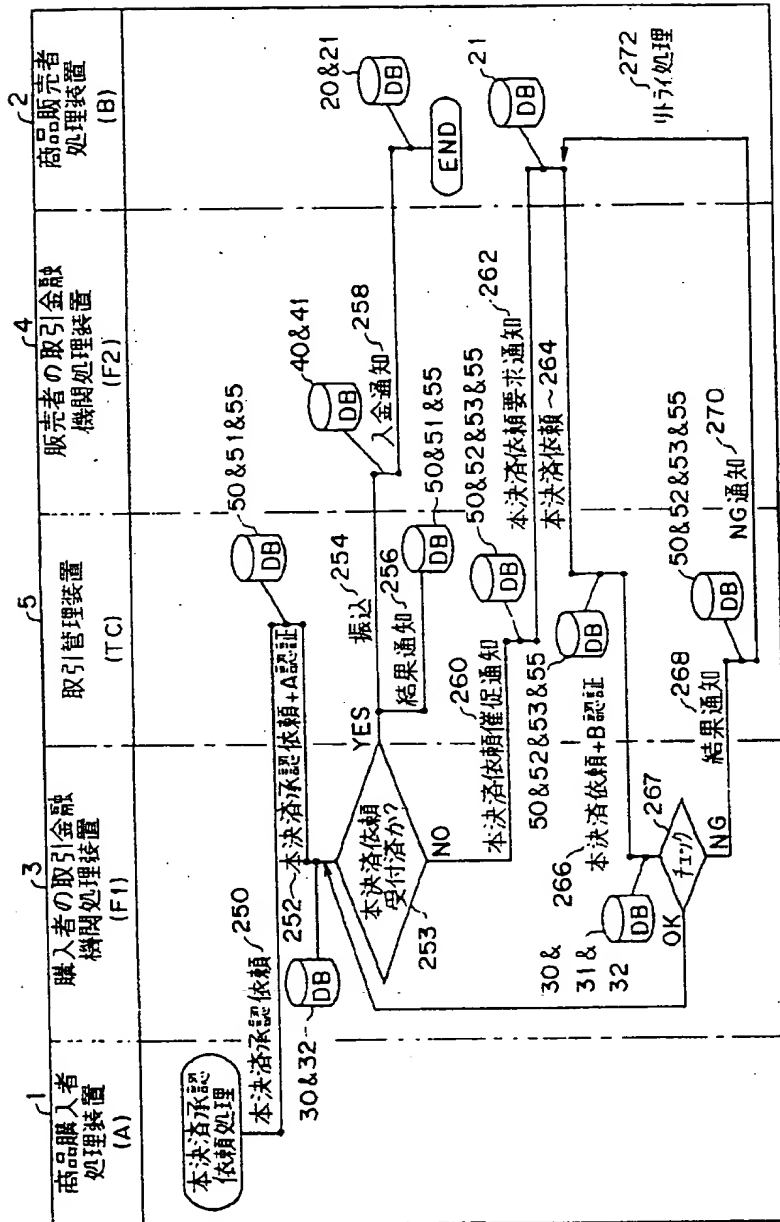 1
商品購入者
処理装置
(A)
3
購入者の取引金融
機関処理装置
(F1)
5
取引管理装置
(TC)
4
販売者の取引金融
機関処理装置
(F2)
2
商品販売者
処理装置
(B)
本決済承認
依頼処理
本決済承認依頼 250
50&51&55
DB
252 本決済承認依頼+A認証
DB
30&32
本決済依頼
受付済か?
253
YES
振込 254
40&41
DB
入金通知 258
20&21
DB
END
結果通知 256
50&51&55
DB
NO
本決済依頼催促通知 260
50&52&53&55
DB
本決済依頼要求通知 262
21
DB
本決済依頼~264
50&52&53&55
DB
266 本決済依頼+B認証
30&
31&
32
DB
チェック
267
OK
NG
結果通知 268
50&52&53&55
DB
NG通知 270
272
リトライ処理